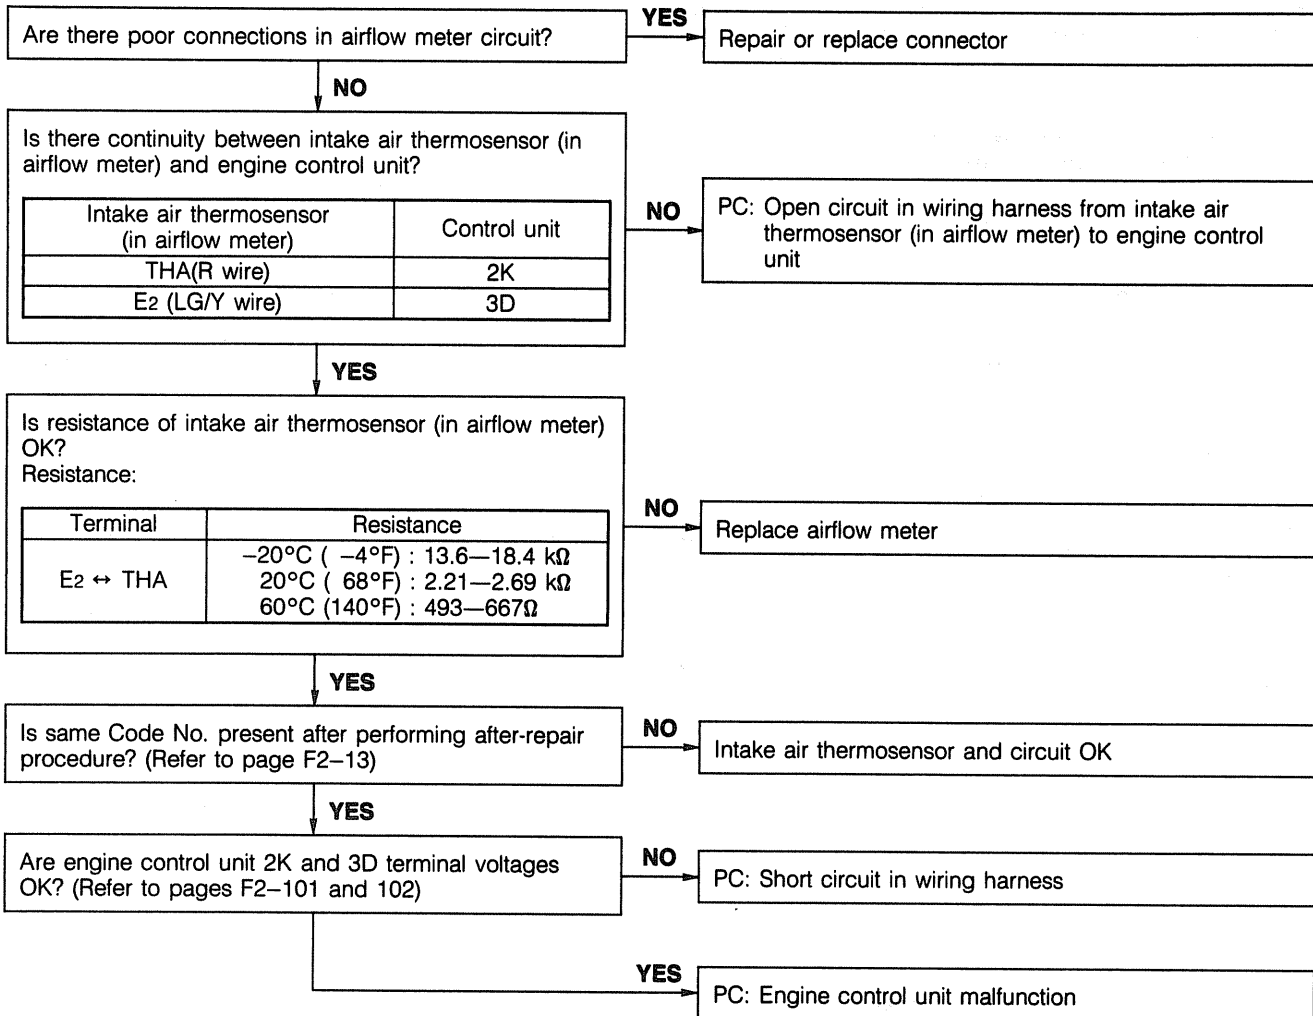 Are there poor connections in airflow meter circuit?
YES
Repair or replace connector
NO
Is there continuity between intake air thermosensor (in
airflow meter) and engine control unit?
Intake air thermosensor
(in airflow meter)
Control unit
THA(R wire)
2K
E2 (LG/Y wire)
3D
NO
PC: Open circuit in wiring harness from intake air
thermosensor (in airflow meter) to engine control
unit
YES
Is resistance of intake air thermosensor (in airflow meter)
OK?
Resistance:
Terminal
Resistance
E2 ↔ THA
−20°C ( −4°F) : 13.6—18.4 kΩ
20°C ( 68°F) : 2.21—2.69 kΩ
60°C (140°F) : 493—667Ω
NO
Replace airflow meter
YES
Is same Code No. present after performing after-repair
procedure? (Refer to page F2–13)
NO
Intake air thermosensor and circuit OK
YES
Are engine control unit 2K and 3D terminal voltages
OK? (Refer to pages F2–101 and 102)
NO
PC: Short circuit in wiring harness
YES
PC: Engine control unit malfunction